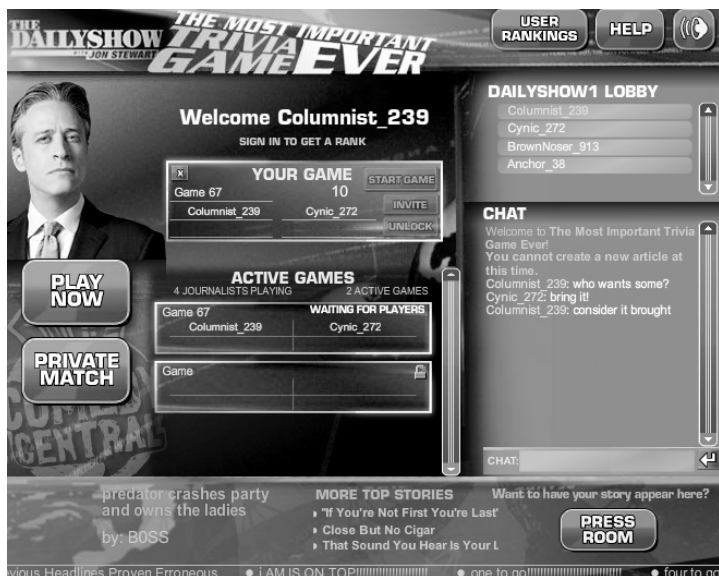 THE
DAILYSHOW
WITH JON STEWART
THE MOST IMPORTANT
TRIVIA
GAME EVER
USER
RANKINGS
HELP
Welcome Columnist_239
SIGN IN TO GET A RANK
x
YOUR GAME
Game 67
10
START GAME
Columnist_239
Cynic_272
INVITE
UNLOCK
PLAY
NOW
PRIVATE
MATCH
COMEDY
CENTRAL
ACTIVE GAMES
4 JOURNALISTS PLAYING
2 ACTIVE GAMES
Game 67
WAITING FOR PLAYERS
Columnist_239
Cynic_272
Game
DAILYSHOW1 LOBBY
Columnist_239
Cynic_272
BrownNoser_913
Anchor_38
CHAT
Welcome to The Most Important Trivia
Game Ever!
You cannot create a new article at
this time.
Columnist_239: who wants some?
Cynic_272: bring it!
Columnist_239: consider it brought
CHAT:
predator crashes party
and owns the ladies
by: B0SS
MORE TOP STORIES
"If You're Not First You're Last"
Close But No Cigar
That Sound You Hear Is Your L
Want to have your story appear here?
PRESS
ROOM
vious Headlines Proven Erroneous
i AM IS ON TOP!!!!!!!!!!!!!!!!!!!!!!
one to go!!!!!!!!!!!!!!!!!!!!!!!!!!!!!
four to go